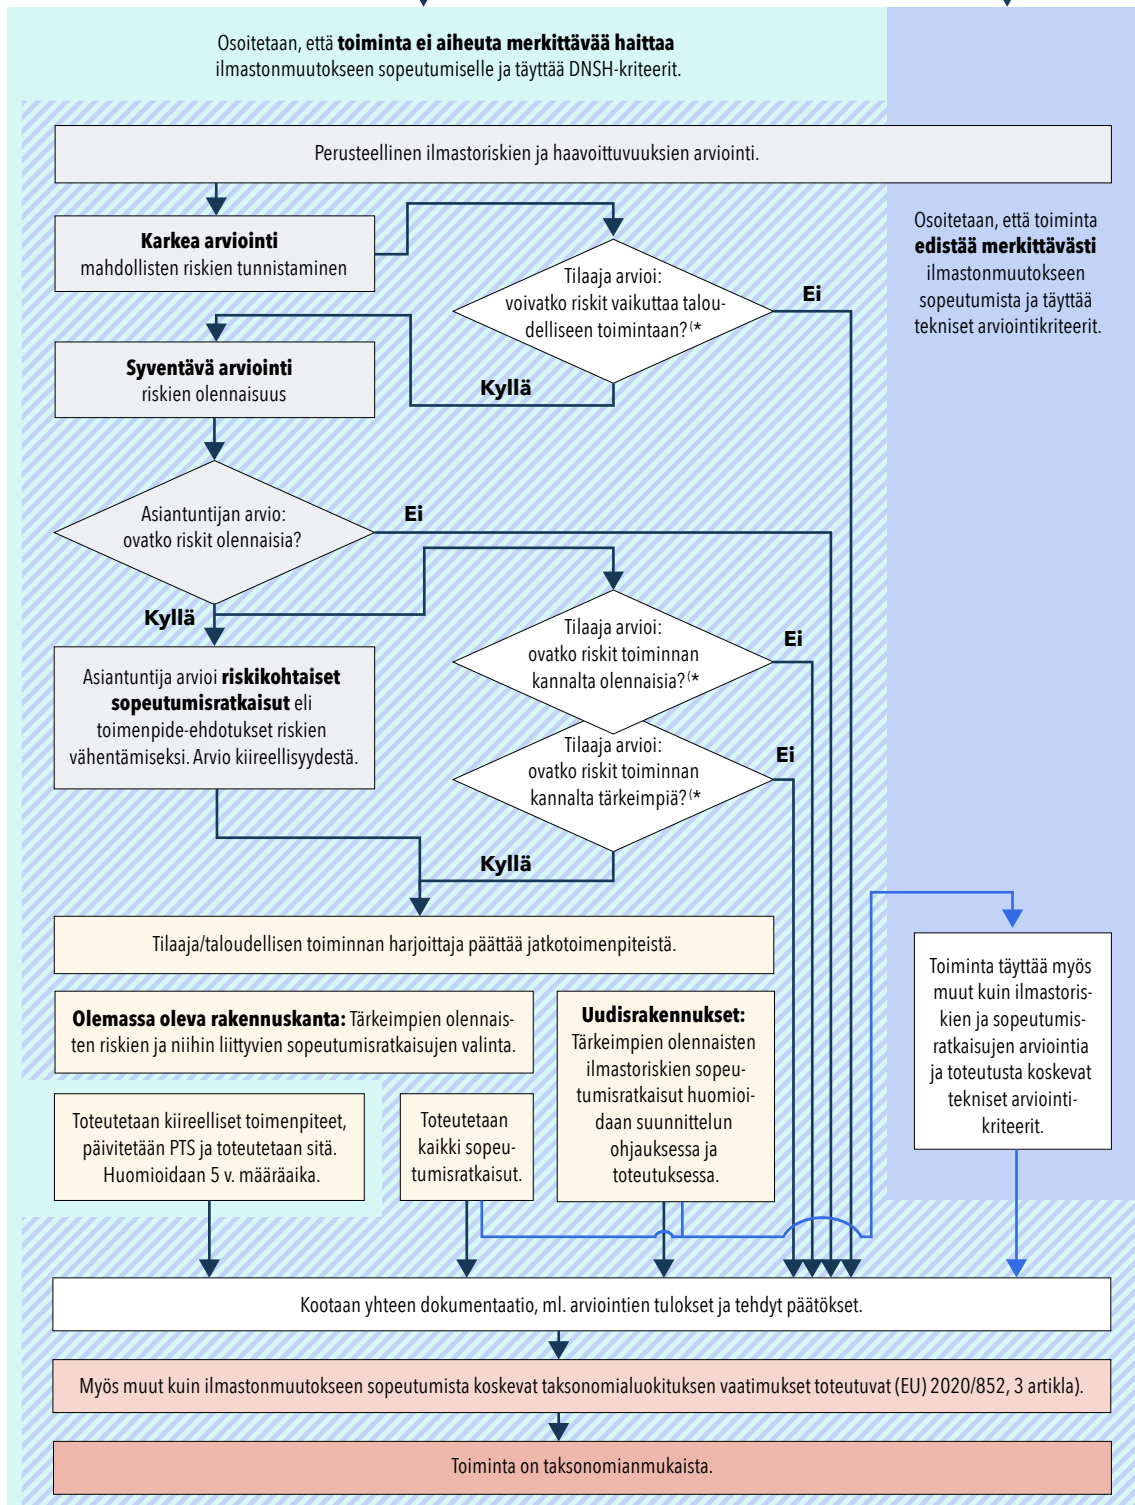 Osoitetaan, että toiminta ei aiheuta merkittävää haittaa
ilmastonmuutokseen sopeutumiselle ja täyttää DNSH-kriteerit.
Perusteellinen ilmastoriskien ja haavoittuvuuksien arviointi.
Karkea arviointi
mahdollisten riskien tunnistaminen
Tilaaja arvioi:
voivatko riskit vaikuttaa talou-
delliseen toimintaan?(*
Ei
Osoitetaan, että toiminta
edistää merkittävästi
ilmastonmuutokseen
sopeutumista ja täyttää
tekniset arviointikriteerit.
Syventävä arviointi
riskien olennaisuus
Kyllä
Asiantuntijan arvio:
ovatko riskit olennaisia?
Ei
Kyllä
Tilaaja arvioi:
ovatko riskit toiminnan
kannalta olennaisia?(*
Ei
Asiantuntija arvioi riskikohtaiset
sopeutumisratkaisut eli
toimenpide-ehdotukset riskien
vähentämiseksi. Arvio kiireellisyydestä.
Tilaaja arvioi:
ovatko riskit toiminnan
kannalta tärkeimpiä?(*
Ei
Kyllä
Tilaaja/taloudellisen toiminnan harjoittaja päättää jatkotoimenpiteistä.
Olemassa oleva rakennuskanta: Tärkeimpien olennais-
ten riskien ja niihin liittyvien sopeutumisratkaisujen valinta.
Uudisrakennukset:
Tärkeimpien olennaisten
ilmastoriskien sopeu-
tumisratkaisut huomioi-
daan suunnittelun
ohjauksessa ja
toteutuksessa.
Toiminta täyttää myös
muut kuin ilmastoris-
kien ja sopeutumis-
ratkaisujen arviointia
ja toteutusta koskevat
tekniset arviointi-
kriteerit.
Toteutetaan kiireelliset toimenpiteet,
päivitetään PTS ja toteutetaan sitä.
Huomioidaan 5 v. määräaika.
Toteutetaan
kaikki sopeu-
tumisratkaisut.
Kootaan yhteen dokumentaatio, ml. arviointien tulokset ja tehdyt päätökset.
Myös muut kuin ilmastonmuutokseen sopeutumista koskevat taksonomialuokituksen vaatimukset toteutuvat (EU) 2020/852, 3 artikla).
Toiminta on taksonomianmukaista.